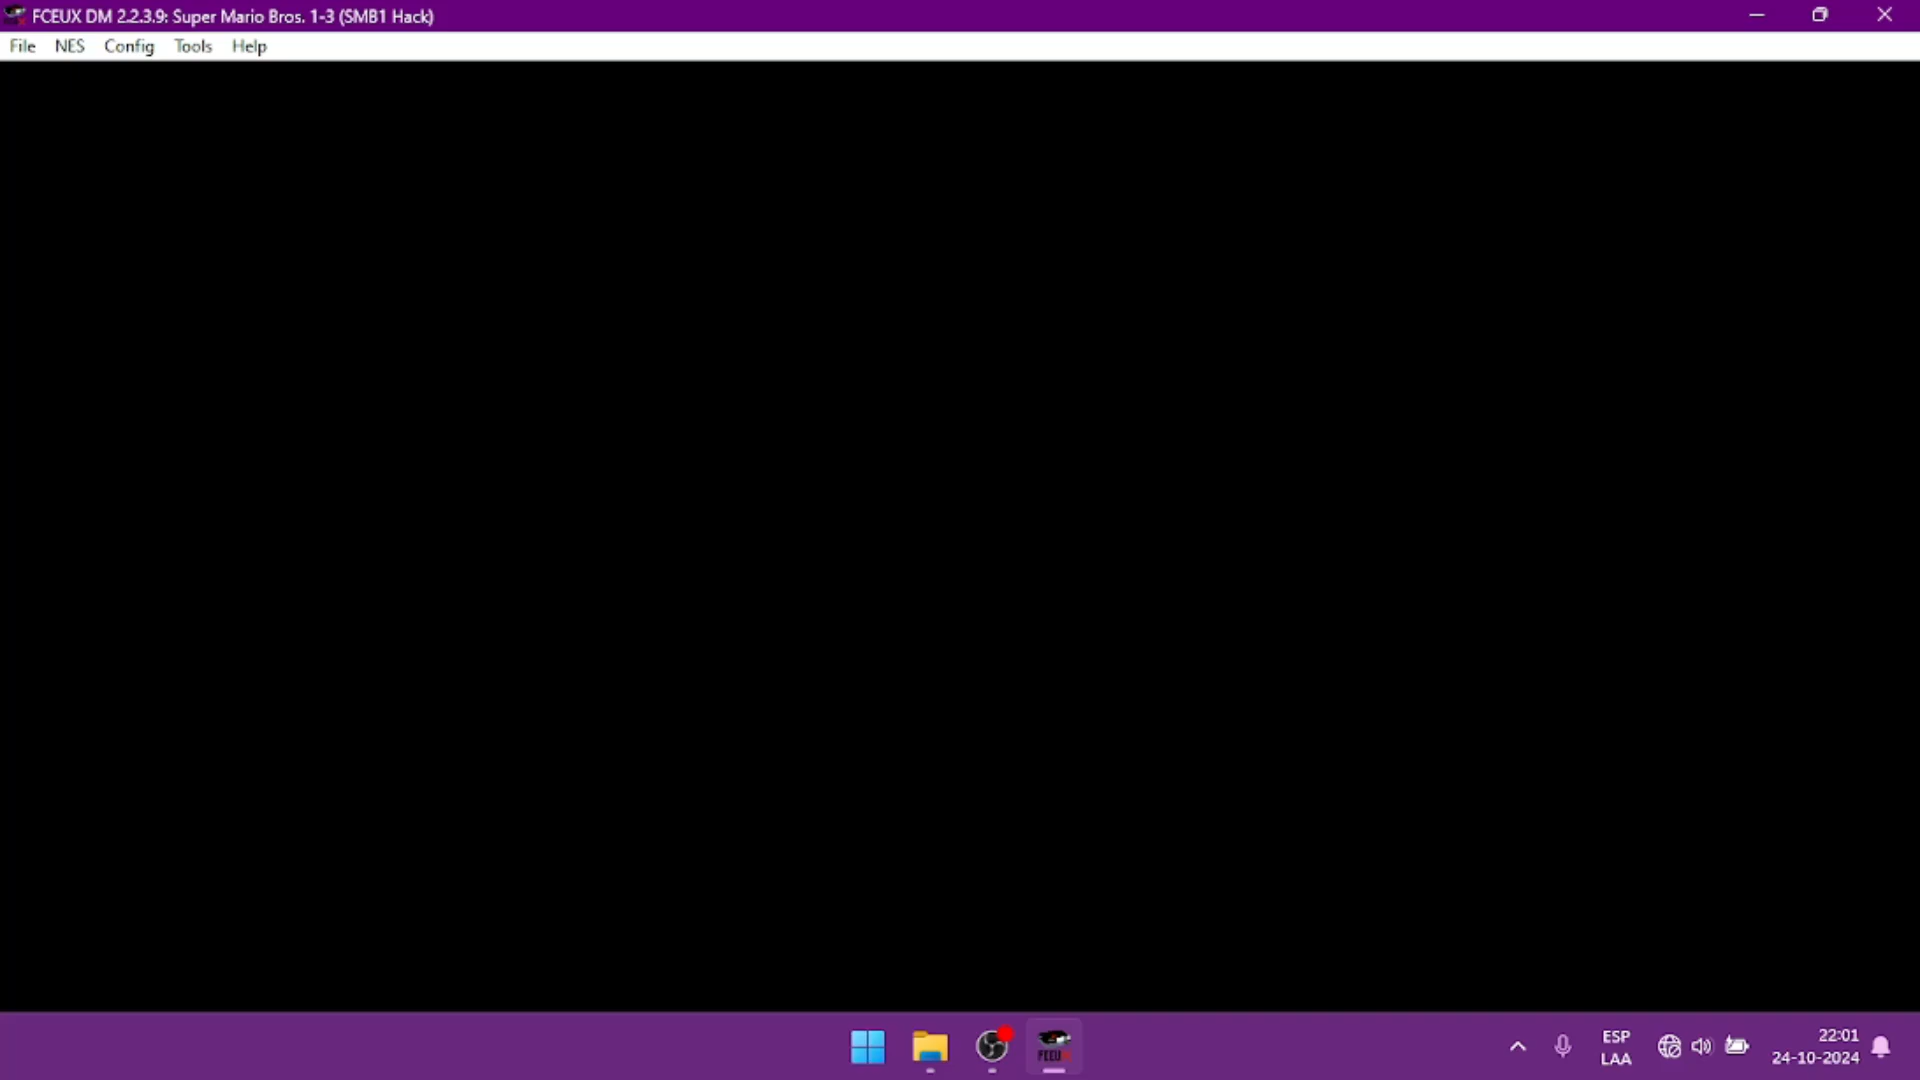 FCEUX DM 2.2.3.9: Super Mario Bros. 1-3 (SMB1 Hack)
File NES Config Tools Help
FCEUX
ESP
LAA
22:01
24-10-2024